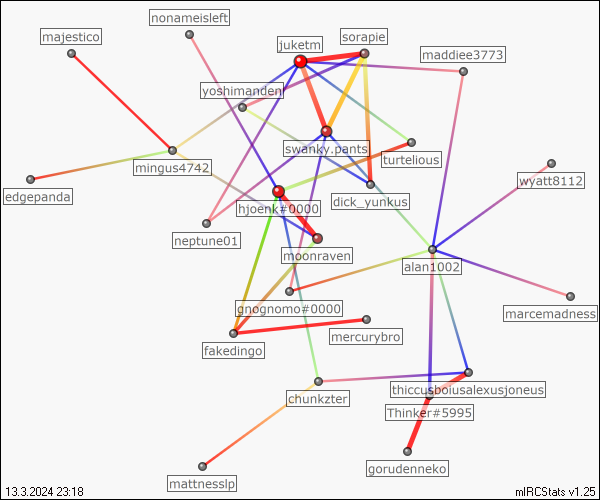 nonameisleft
majestico
sorapie
juketm
maddiee3773
yoshimandenj
swanky.pants
turtelious
mingus4742
wyatt8112
edgepanda
dick_yunkus
hjoenk#0000
neptune01
moonraven
alan1002
gnognomo#0000
marcemadness
mercurybro
fakedingo
thiccusboiusalexusjoneus
chunkzter
Thinker#5995
gorudenneko
mattnesslp
13.3.2024 23:18
mIRCStats v1.25